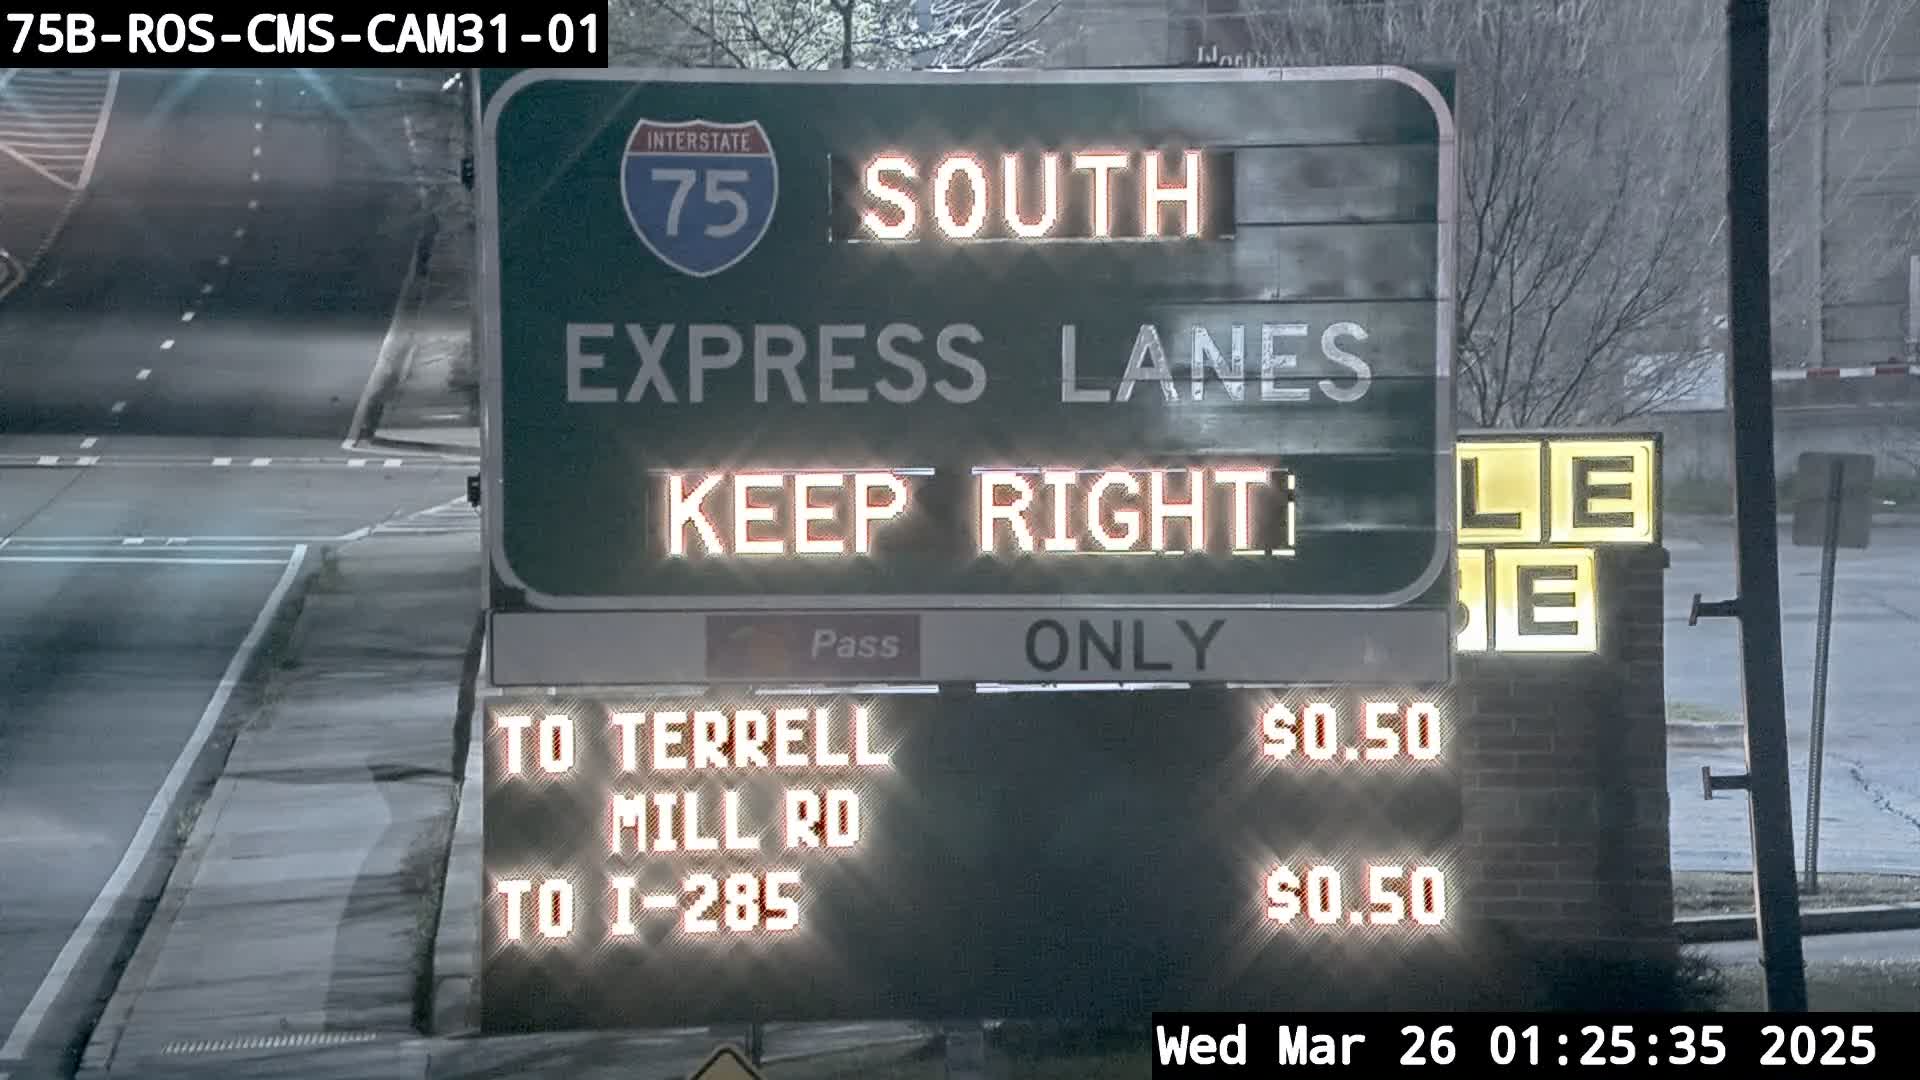 75B-ROS-CMS-CAM31-01
INTERSTATE
75
SOUTH
EXPRESS LANES
KEEP RIGHT
Pass ONLY
LE
E
TO TERRELL $0.50
MILL RD
TO I-285 $0.50
Wed Mar 26 01:25:35 2025